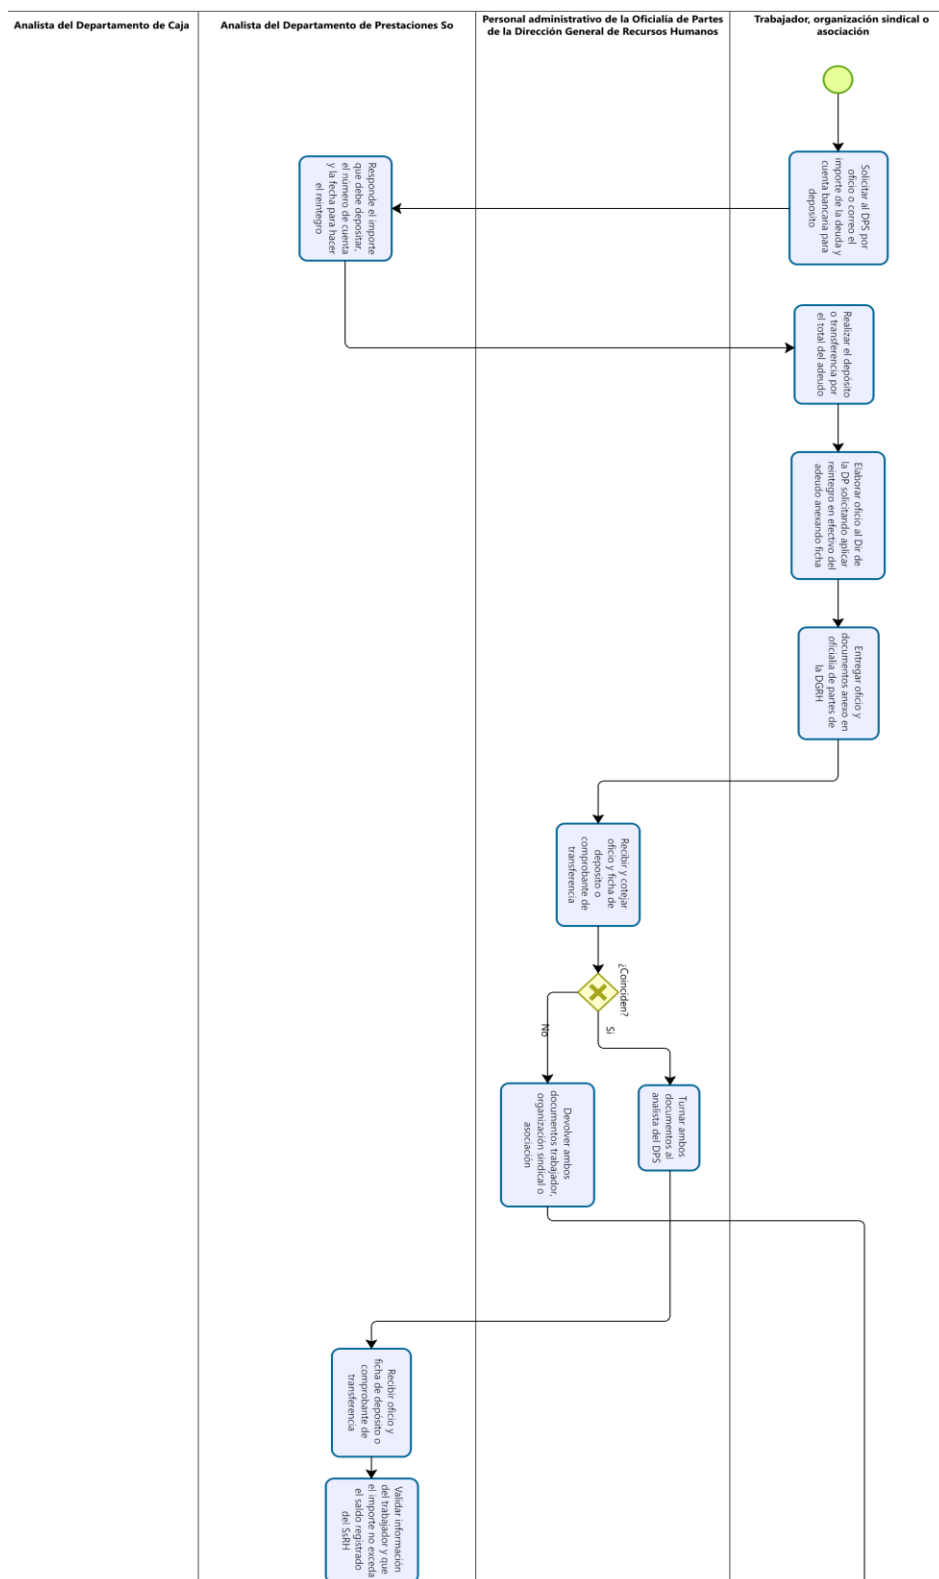 Analista del Departamento de Caja
Analista del Departamento de Prestaciones So
Personal administrativo de la Oficialía de Partes
de la Dirección General de Recursos Humanos
Trabajador, organización sindical o
asociación
Solicitar al DPS por
oficio o correo el
importe de la deuda y
cuenta bancaria para
deposito
Responde el importe
que debe depositar,
el número de cuenta
y la fecha para hacer
el reintegro
Realizar el depósito
o transferencia por
el total del adeudo
Elaborar oficio al Dir de
la DP solicitando aplicar
reintegro en efectivo del
adeudo anexando ficha
Entregar oficio y
documentos anexo en
oficialía de partes de
la DGRH
Recibir y cotejar
oficio y ficha de
deposito o
comprobante de
transferencia
¿Coinciden?
Si
No
Turnar ambos
documentos al
analista del DPS
Devolver ambos
documentos trabajador,
organización sindical o
asociación
Recibir oficio y
ficha de depósito o
comprobante de
transferencia
Validar información
del trabajador y que
el importe no exceda
el saldo registrado
del SsRH